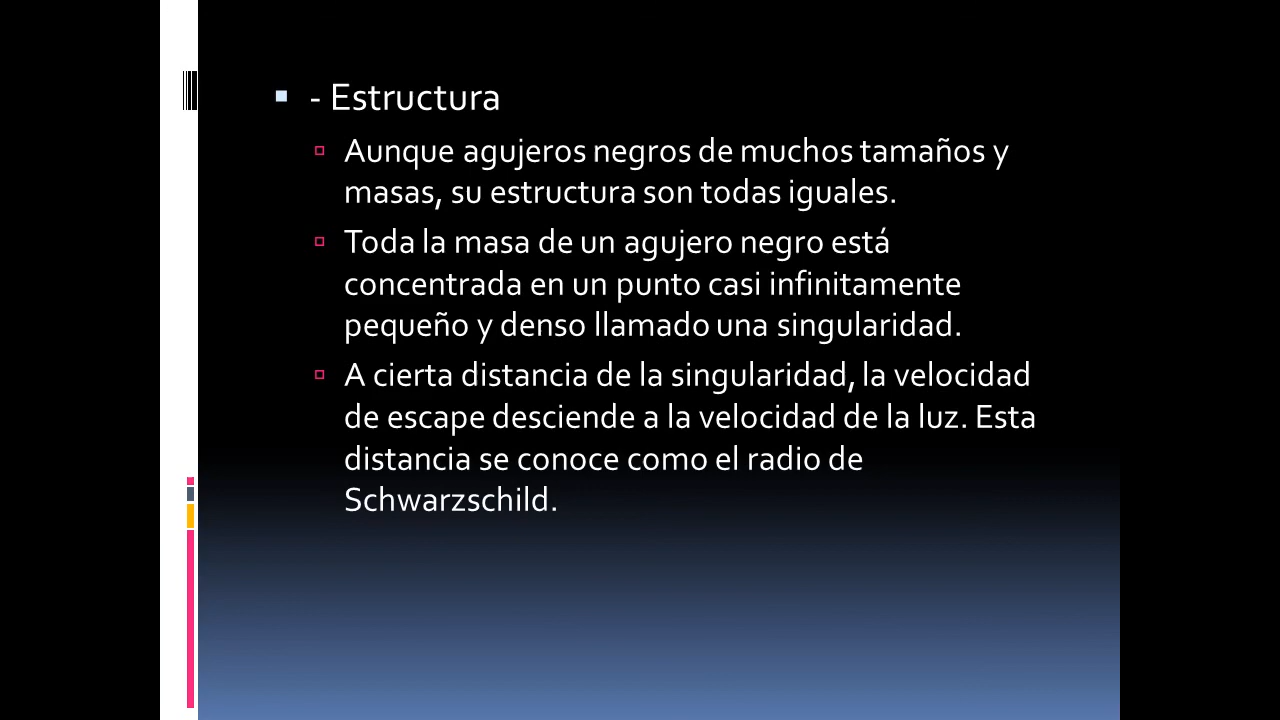 - Estructura
Aunque agujeros negros de muchos tamaños y
masas, su estructura son todas iguales.
Toda la masa de un agujero negro está
concentrada en un punto casi infinitamente
pequeño y denso llamado una singularidad.
A cierta distancia de la singularidad, la velocidad
de escape desciende a la velocidad de la luz. Esta
distancia se conoce como el radio de
Schwarzschild.